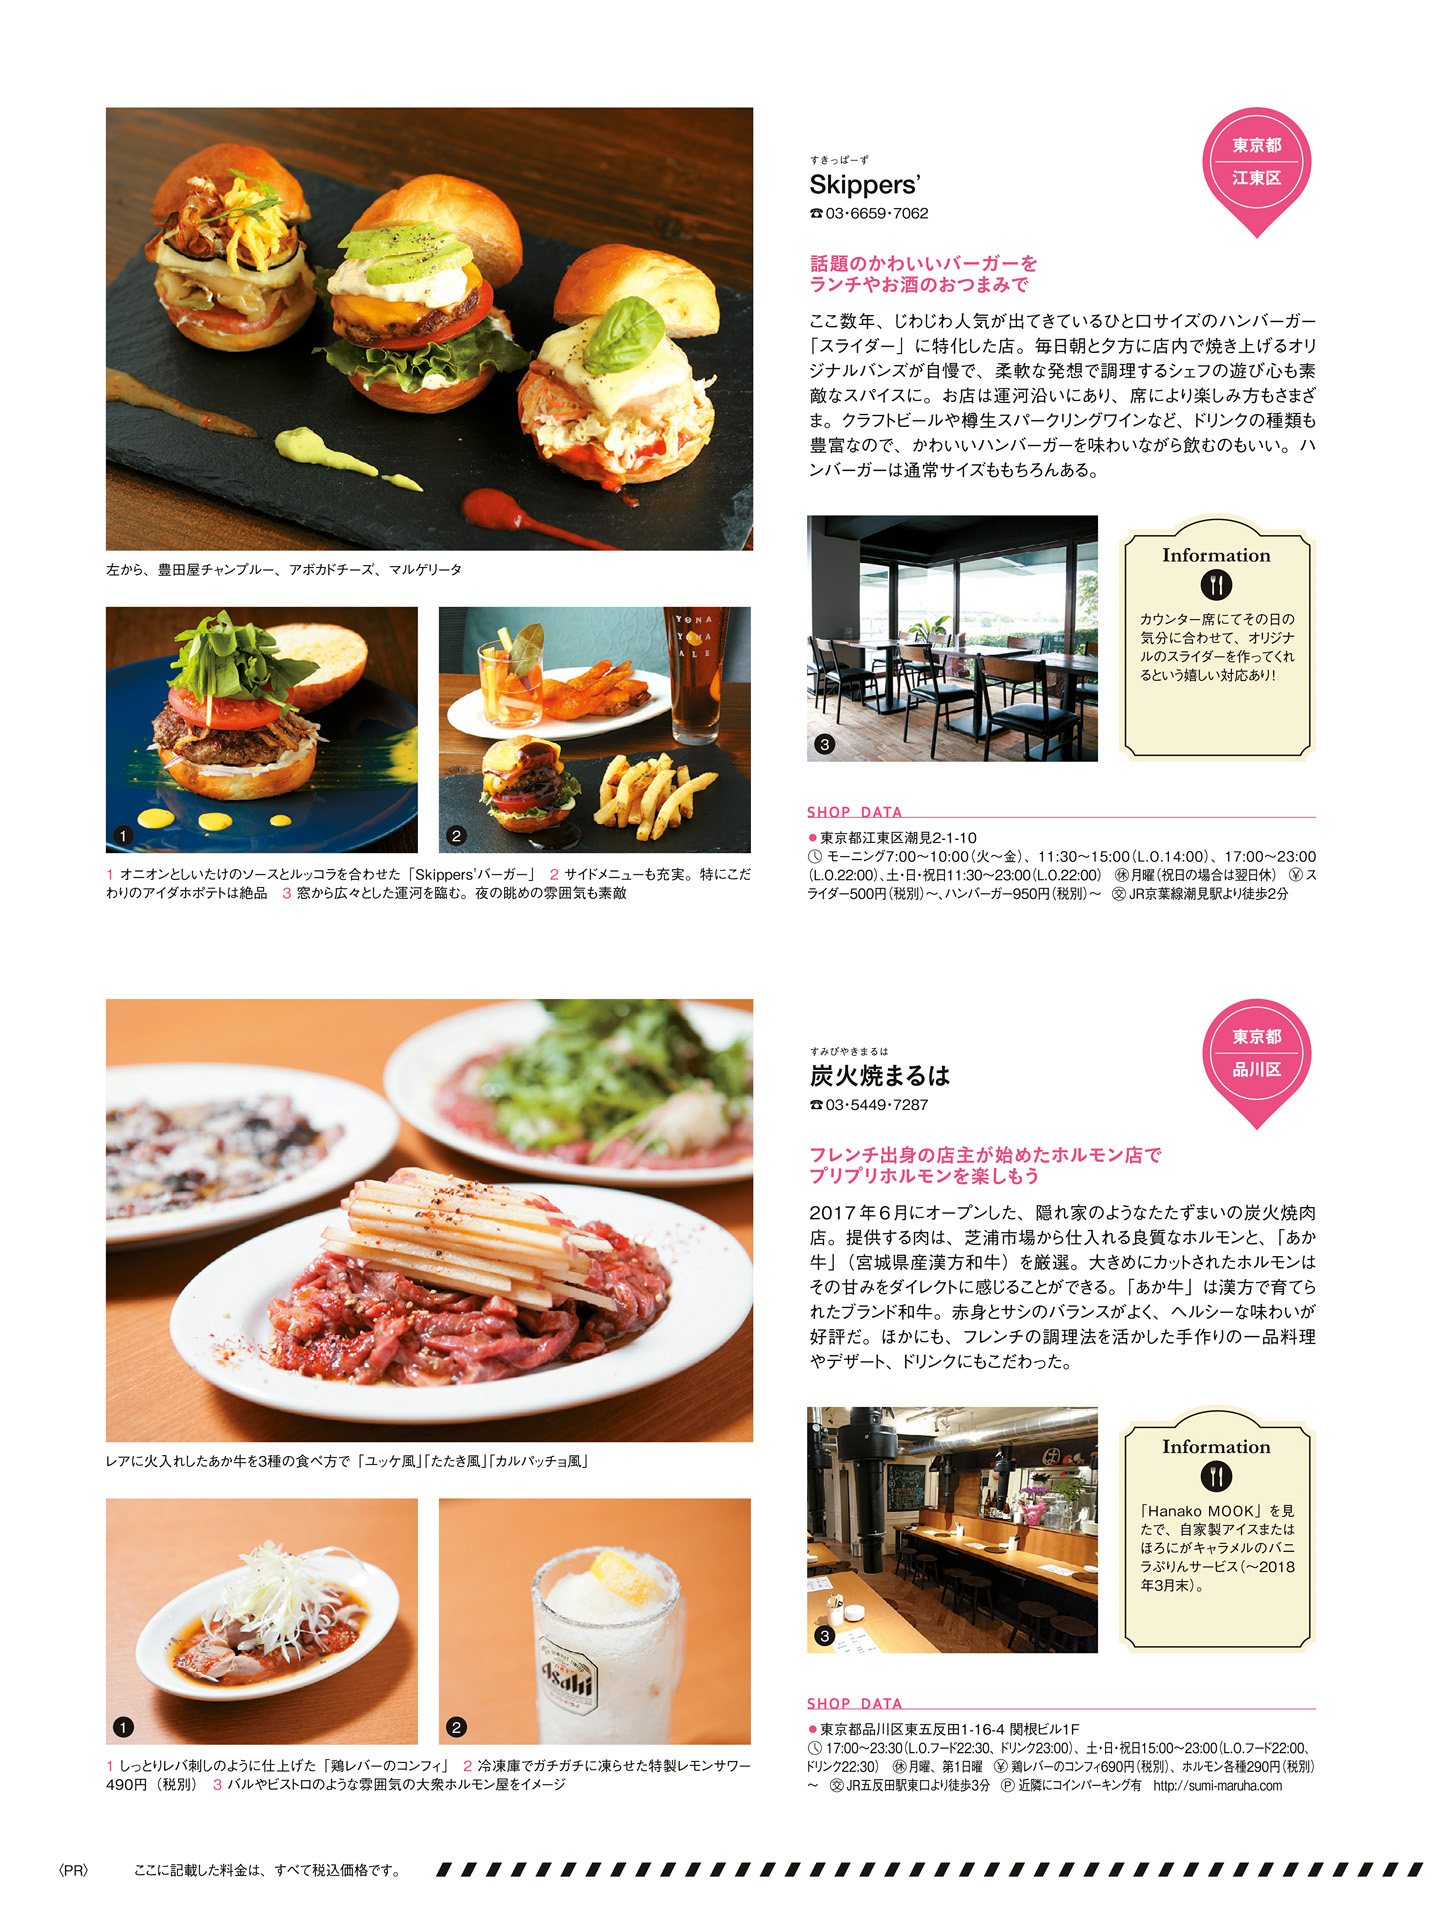 東京都
江東区
すきっぱーず
Skippers’
☎03・6659・7062
話題のかわいいバーガーを
ランチやお酒のおつまみで
ここ数年、じわじわ人気が出てきているひと口サイズのハンバーガー
「スライダー」に特化した店。毎日朝と夕方に店内で焼き上げるオリ
ジナルバンズが自慢で、柔軟な発想で調理するシェフの遊び心も素
敵なスパイスに。お店は運河沿いにあり、席により楽しみ方もさまざ
ま。クラフトビールや樽生スパークリングワインなど、ドリンクの種類も
豊富なので、かわいいハンバーガーを味わいながら飲むのもいい。ハ
ンバーガーは通常サイズももちろんある。
左から、豊田屋チャンプルー、アボカドチーズ、マルゲリータ
YONA
YONA
ALE
1
2
3
1 オニオンとしいたけのソースとルッコラを合わせた「Skippers’バーガー」 2 サイドメニューも充実。特にこだ
わりのアイダホポテトは絶品 3 窓から広々とした運河を臨む。夜の眺めの雰囲気も素敵
Information
カウンター席にてその日の
気分に合わせて、オリジナ
ルのスライダーを作ってくれ
るという嬉しい対応あり！
SHOP DATA
●東京都江東区潮見2-1-10
モーニング7:00〜10:00（火〜金）、11:30〜15:00（L.O.14:00）、17:00〜23:00
（L.O.22:00）、土・日・祝日11:30〜23:00（L.O.22:00） ㊡月曜（祝日の場合は翌日休） ¥ス
ライダー500円（税別）〜、ハンバーガー950円（税別）〜 交JR京葉線潮見駅より徒歩2分
東京都
品川区
すみびやきまるは
炭火焼まるは
☎03・5449・7287
フレンチ出身の店主が始めたホルモン店で
プリプリホルモンを楽しもう
2017年6月にオープンした、隠れ家のようなたたずまいの炭火焼肉
店。提供する肉は、芝浦市場から仕入れる良質なホルモンと、「あか
牛」（宮城県産漢方和牛）を厳選。大きめにカットされたホルモンは
その甘みをダイレクトに感じることができる。「あか牛」は漢方で育てら
れたブランド和牛。赤身とサシのバランスがよく、ヘルシーな味わいが
好評だ。ほかにも、フレンチの調理法を活かした手作りの一品料理
やデザート、ドリンクにもこだわった。
レアに火入れしたあか牛を3種の食べ方で「ユッケ風」「たたき風」「カルパッチョ風」
Asahi
1
2
3
1 しっとりレバ刺しのように仕上げた「鶏レバーのコンフィ」 2 冷凍庫でガチガチに凍らせた特製レモンサワー
490円（税別） 3 バルやビストロのような雰囲気の大衆ホルモン屋をイメージ
Information
「Hanako MOOK」を見
たで、自家製アイスまたは
ほろにがキャラメルのバニ
ラぷりんサービス（〜2018
年3月末）。
SHOP DATA
●東京都品川区東五反田1-16-4 関根ビル1F
17:00〜23:30（L.O.フード22:30、ドリンク23:00）、土・日・祝日15:00〜23:00（L.O.フード22:00、
ドリンク22:30） ㊡月曜、第1日曜 ¥鶏レバーのコンフィ690円（税別）、ホルモン各種290円（税別）
〜 交JR五反田駅東口より徒歩3分 Ⓟ近隣にコインパーキング有 http://sumi-maruha.com
〈PR〉 ここに記載した料金は、すべて税込価格です。